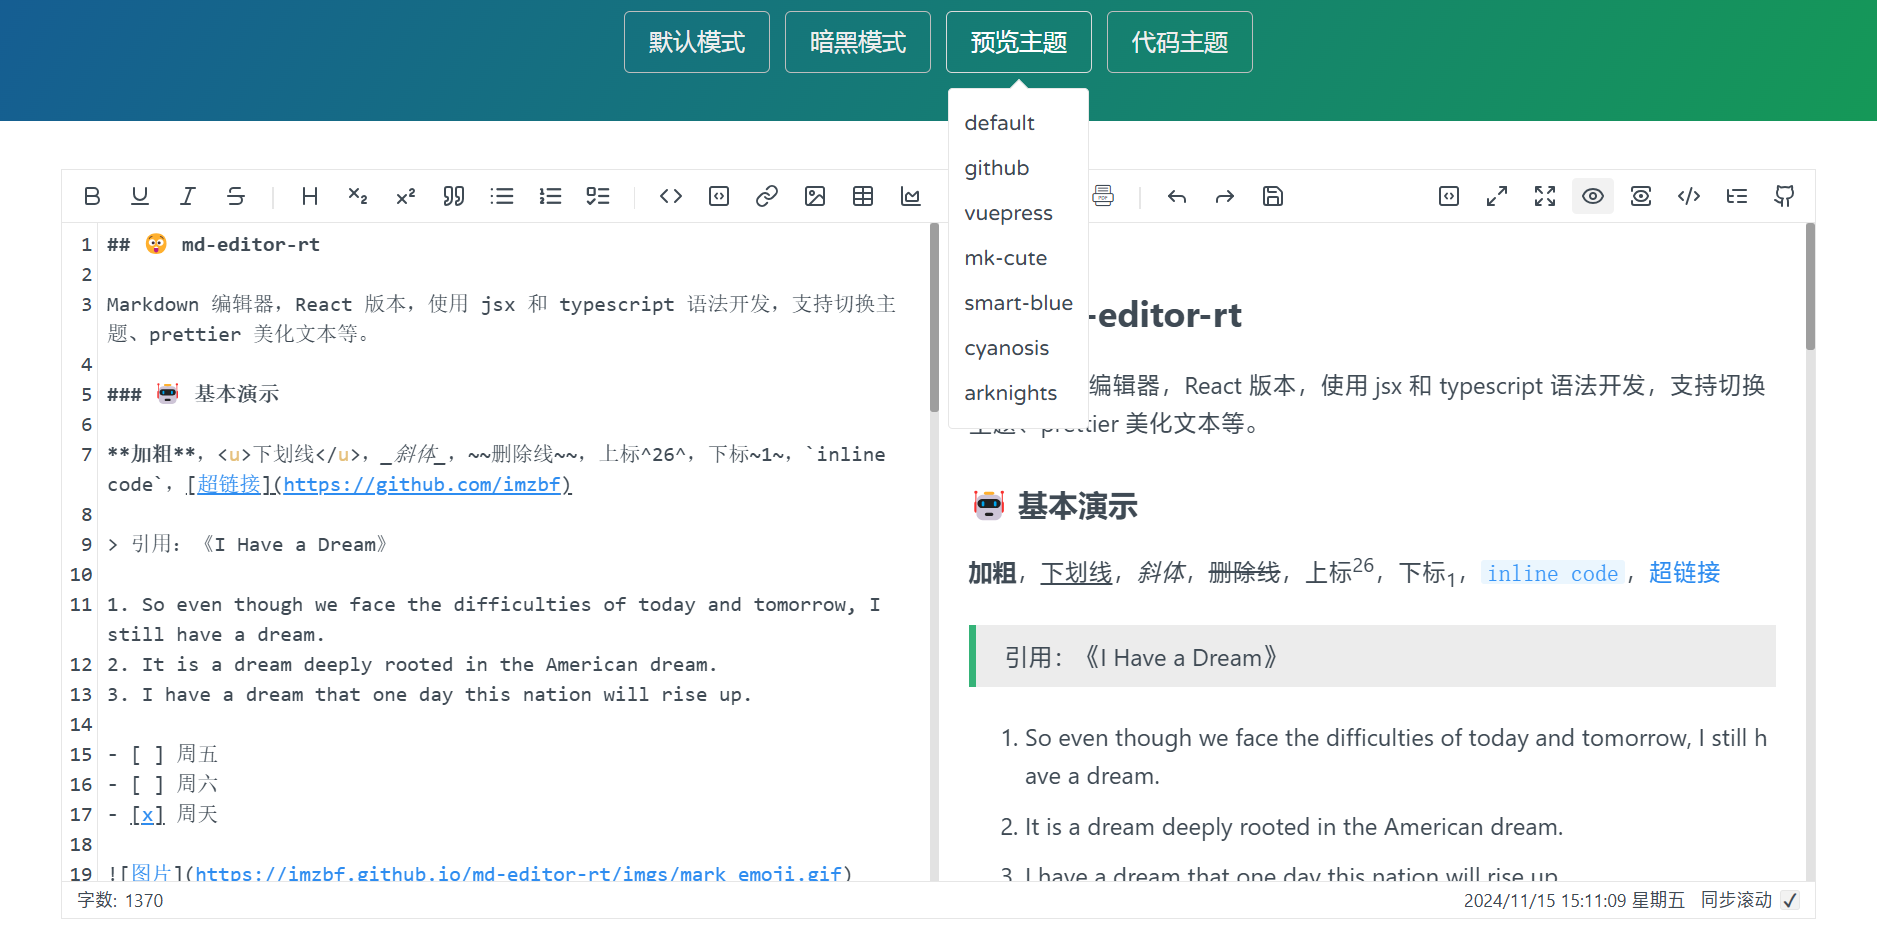 默认模式
暗黑模式
预览主题
代码主题
default
github
vuepress
mk-cute
smart-blue
cyanosis
arknights
1 ## 😲 md-editor-rt
2
3 Markdown 编辑器，React 版本，使用 jsx 和 typescript 语法开发，支持切换主
题、prettier 美化文本等。
4
5 ### 🤖 基本演示
6
7 **加粗**，<u>下划线</u>，_斜体_，~~删除线~~，上标^26^，下标~1~，`inline
code`，[超链接](https://github.com/imzbf)
8
9 > 引用：《I Have a Dream》
10
11 1. So even though we face the difficulties of today and tomorrow, I
still have a dream.
12 2. It is a dream deeply rooted in the American dream.
13 3. I have a dream that one day this nation will rise up.
14
15 - [ ] 周五
16 - [ ] 周六
17 - [x] 周天
18
19 ![图片](https://imzbf.github.io/md-editor-rt/imgs/mark_emoji.gif)
-editor-rt
编辑器，React 版本，使用 jsx 和 typescript 语法开发，支持切换
主题、prettier 美化文本等。
🤖 基本演示
加粗，下划线，斜体，删除线，上标26，下标1，inline code，超链接
引用：《I Have a Dream》
1. So even though we face the difficulties of today and tomorrow, I still h
ave a dream.
2. It is a dream deeply rooted in the American dream.
3. I have a dream that one day this nation will rise up.
字数: 1370
2024/11/15 15:11:09 星期五 同步滚动